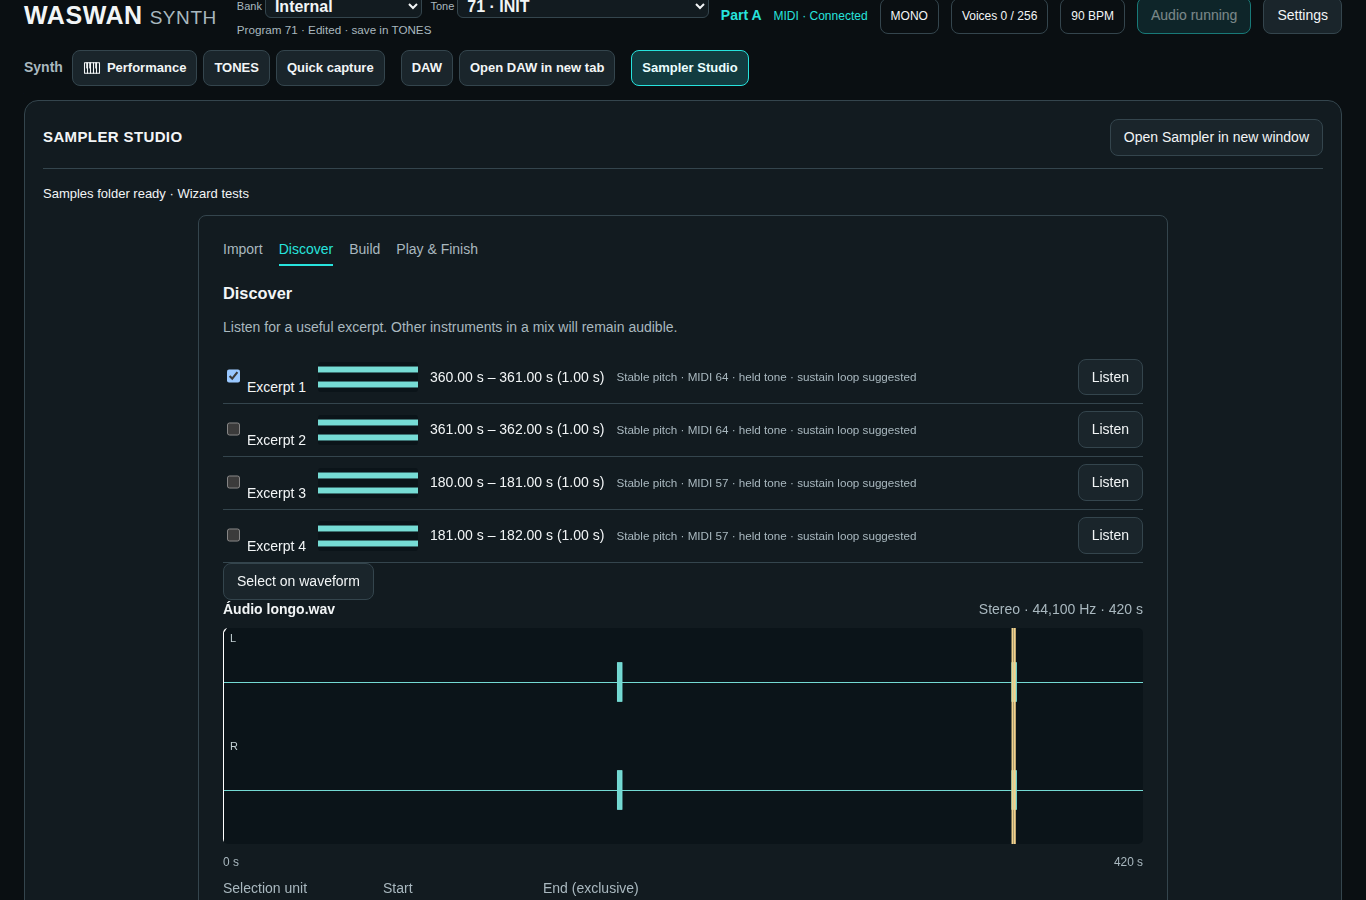 WASWAN SYNTH
Bank Internal Tone 71 · INIT
Program 71 · Edited · save in TONES
Part A MIDI · Connected MONO Voices 0 / 256 90 BPM Audio running Settings
Synth Performance TONES Quick capture DAW Open DAW in new tab Sampler Studio
SAMPLER STUDIO
Open Sampler in new window
Samples folder ready · Wizard tests
Import Discover Build Play & Finish
Discover
Listen for a useful excerpt. Other instruments in a mix will remain audible.
Excerpt 1 360.00 s – 361.00 s (1.00 s) Stable pitch · MIDI 64 · held tone · sustain loop suggested Listen
Excerpt 2 361.00 s – 362.00 s (1.00 s) Stable pitch · MIDI 64 · held tone · sustain loop suggested Listen
Excerpt 3 180.00 s – 181.00 s (1.00 s) Stable pitch · MIDI 57 · held tone · sustain loop suggested Listen
Excerpt 4 181.00 s – 182.00 s (1.00 s) Stable pitch · MIDI 57 · held tone · sustain loop suggested Listen
Select on waveform
Áudio longo.wav Stereo · 44,100 Hz · 420 s
L
R
0 s 420 s
Selection unit Start End (exclusive)